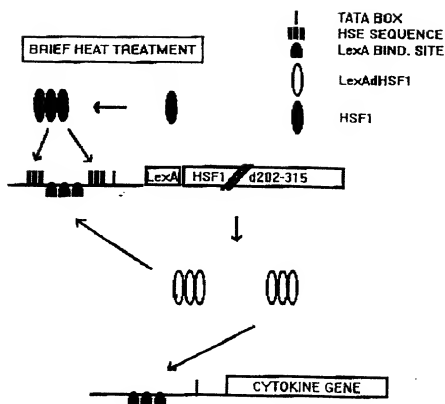 BRIEF HEAT TREATMENT
TATA BOX
HSE SEQUENCE
LexA BIND. SITE
LexAdHSF1
HSF1
LexA HSF1 d202-315
CYTOKINE GENE